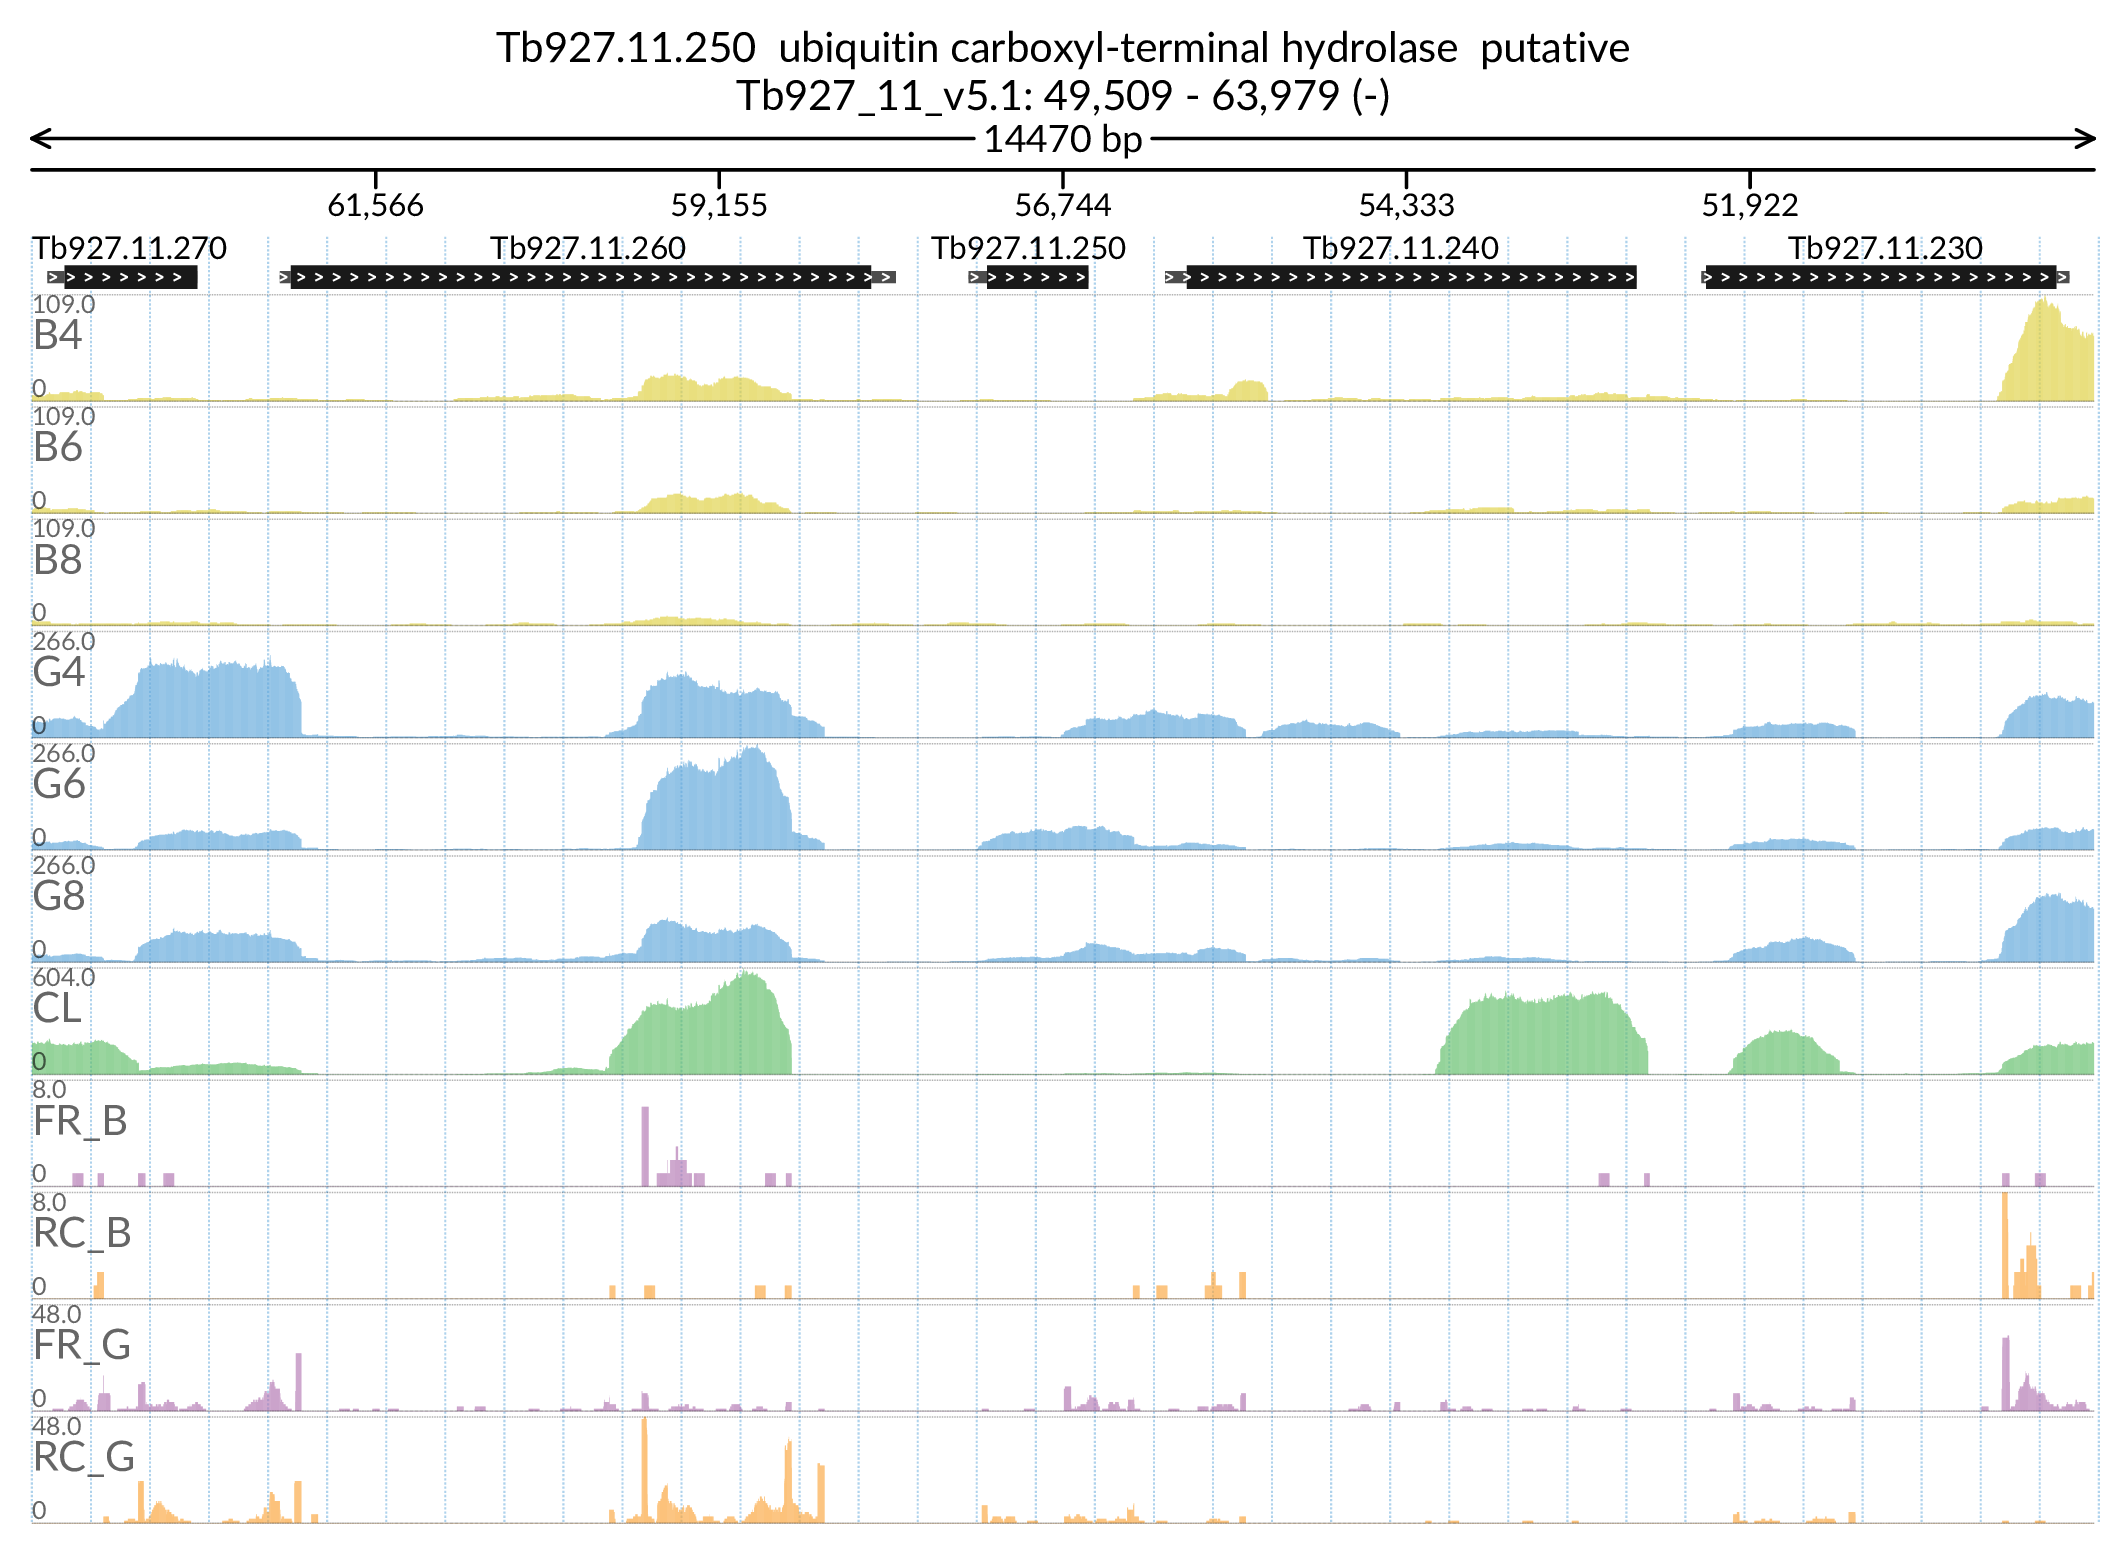 Tb927.11.250 ubiquitin carboxyl-terminal hydrolase putative
Tb927_11_v5.1: 49,509 - 63,979 (-)
14470 bp
61,566 59,155 56,744 54,333 51,922
Tb927.11.270 Tb927.11.260 Tb927.11.250 Tb927.11.240 Tb927.11.230
109.0
B4
0
109.0
B6
0
109.0
B8
0
266.0
G4
0
266.0
G6
0
266.0
G8
0
604.0
CL
0
8.0
FR_B
0
8.0
RC_B
0
48.0
FR_G
0
48.0
RC_G
0